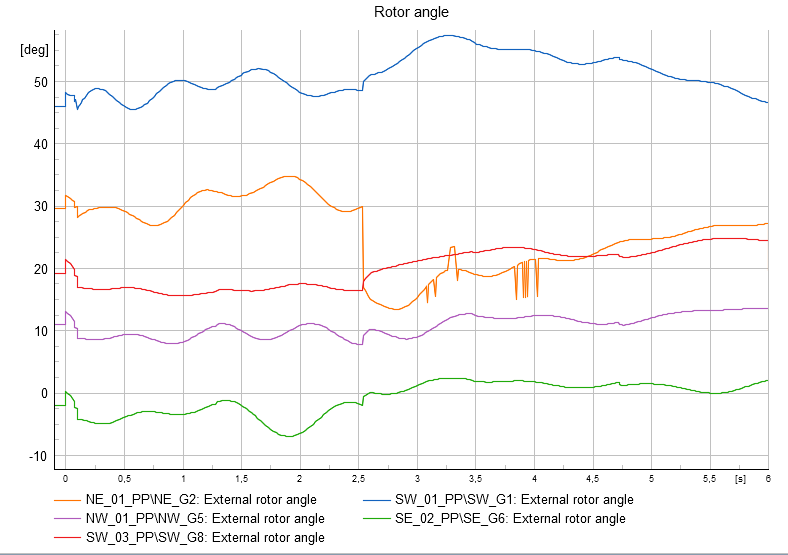 Rotor angle
[deg]
50
40
30
20
10
0
-10
0 0,5 1 1,5 2 2,5 3 3,5 4 4,5 5 5,5 [s] 6
NE_01_PP\NE_G2: External rotor angle SW_01_PP\SW_G1: External rotor angle
NW_01_PP\NW_G5: External rotor angle SE_02_PP\SE_G6: External rotor angle
SW_03_PP\SW_G8: External rotor angle